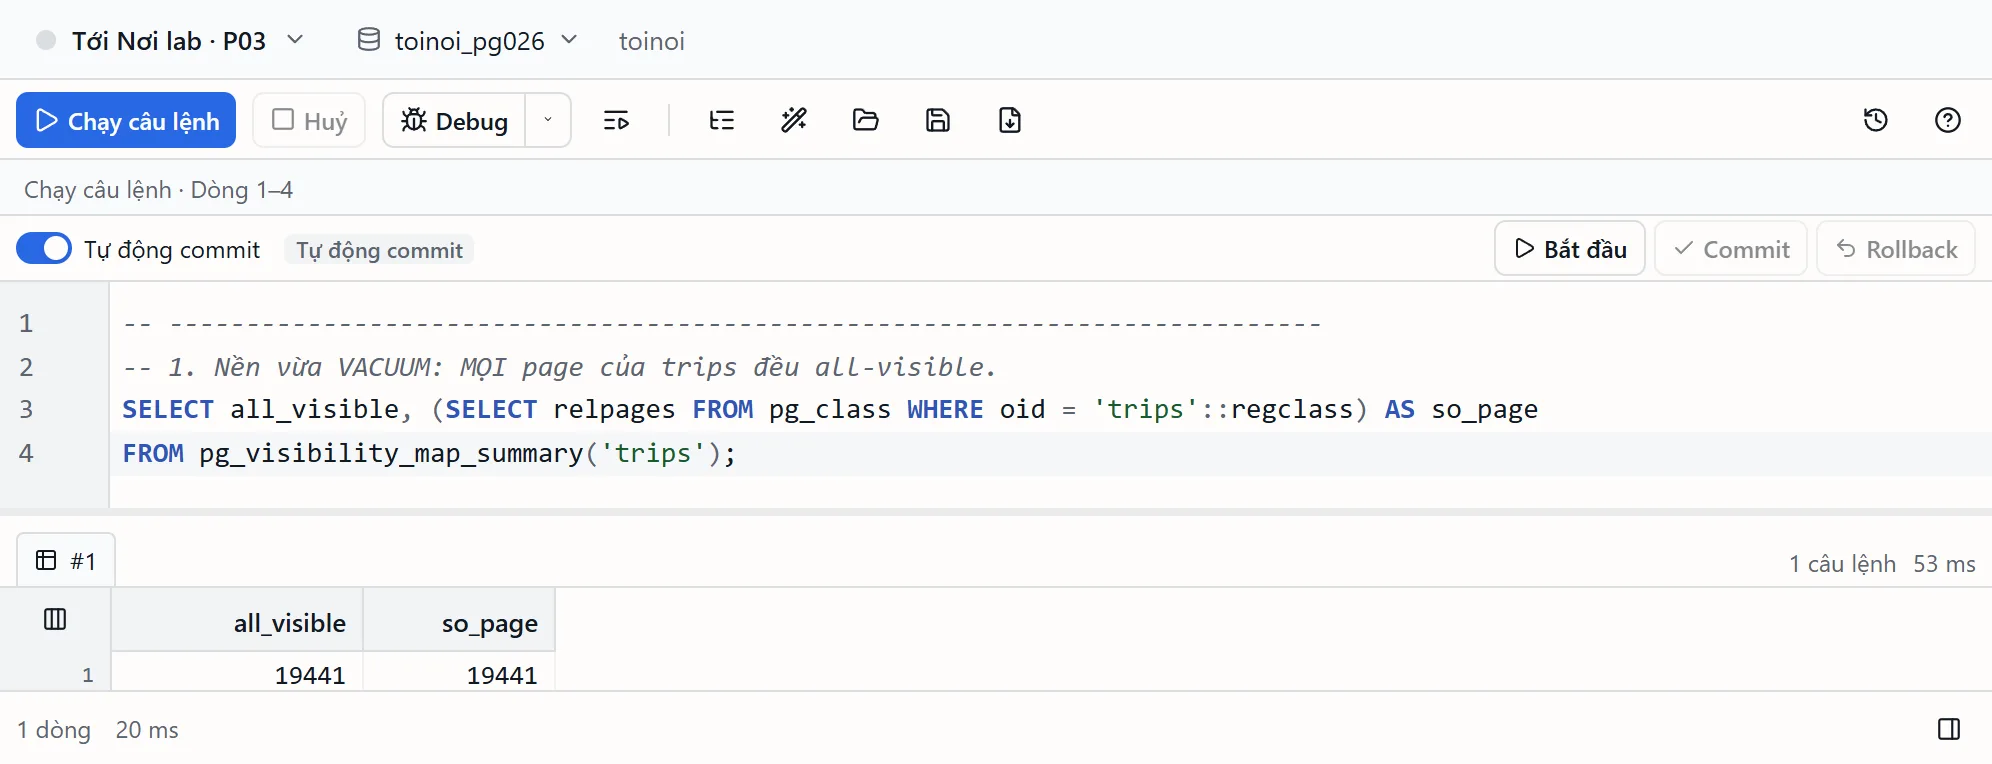 Tới Nơi lab · P03 toinoi_pg026 toinoi
Chạy câu lệnh Huỷ Debug
Chạy câu lệnh · Dòng 1–4
Tự động commit Tự động commit Bắt đầu Commit Rollback
1 -- ---------------------------------------------------------------------------
2 -- 1. Nền vừa VACUUM: MỌI page của trips đều all-visible.
3 SELECT all_visible, (SELECT relpages FROM pg_class WHERE oid = 'trips'::regclass) AS so_page
4 FROM pg_visibility_map_summary('trips');
#1 1 câu lệnh 53 ms
all_visible so_page
1 19441 19441
1 dòng 20 ms